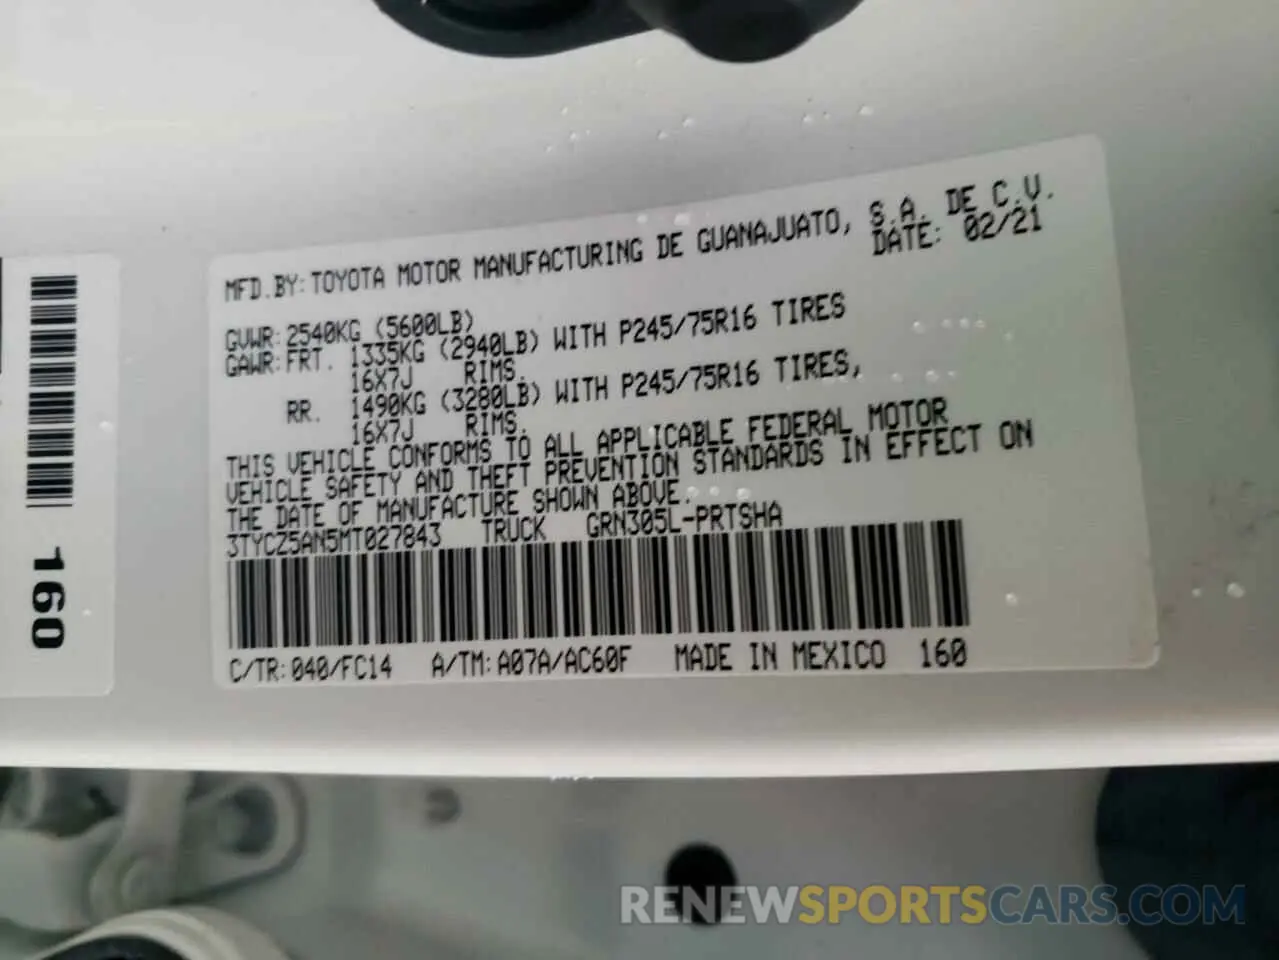 MFD.BY:TOYOTA MOTOR MANUFACTURING DE GUANAJUATO, S.A. DE C.V.
DATE: 02/21
GVWR:2540KG (5600LB)
GAWR:FRT. 1335KG (2940LB) WITH P245/75R16 TIRES
16X7J RIMS.
RR. 1490KG (3280LB) WITH P245/75R16 TIRES,
16X7J RIMS.
THIS VEHICLE CONFORMS TO ALL APPLICABLE FEDERAL MOTOR
VEHICLE SAFETY AND THEFT PREVENTION STANDARDS IN EFFECT ON
THE DATE OF MANUFACTURE SHOWN ABOVE.
3TYCZ5AN5MT027843 TRUCK GRN305L-PRTSHA
C/TR:040/FC14 A/TM:A07A/AC60F MADE IN MEXICO 160
160
RENEWSPORTSCARS.COM